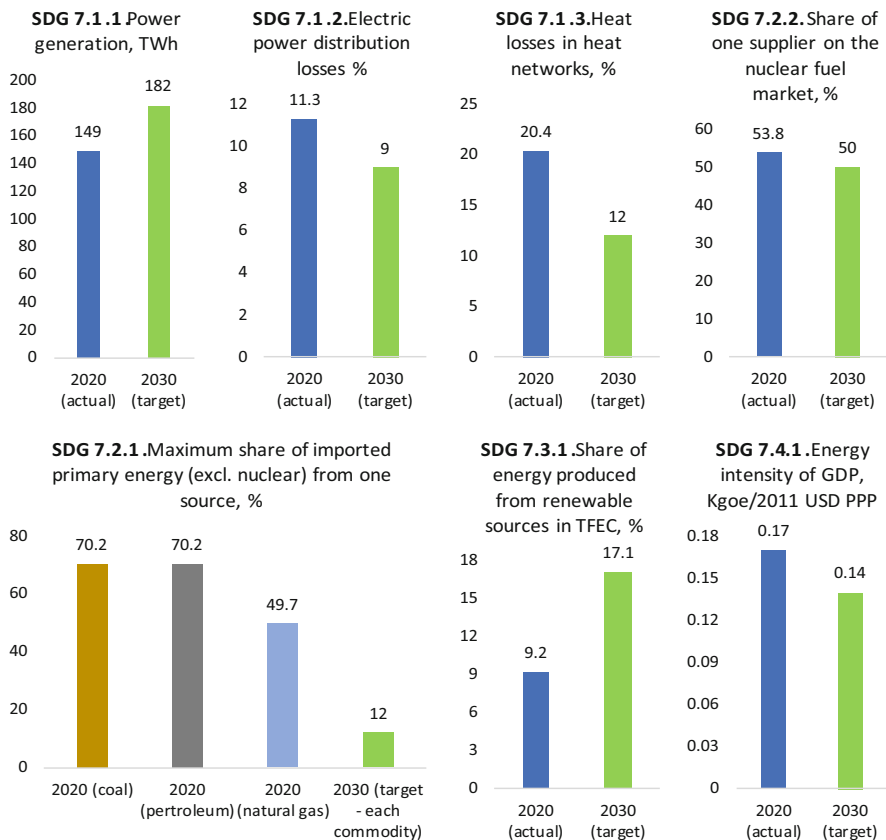 SDG 7.1 .1 .Power
generation, TWh
200
180
160
140
120
100
80
60
40
20
0
149
182
2020
(actual)
2030
(target)
SDG 7.1 .2.Electric
power distribution
losses %
12
10
8
6
4
2
0
11.3
9
2020
(actual)
2030
(target)
SDG 7.1 .3.Heat
losses in heat
networks, %
25
20
15
10
5
0
20.4
12
2020
(actual)
2030
(target)
SDG 7.2.2. Share of
one supplier on the
nuclear fuel
market, %
60
50
40
30
20
10
0
53.8
50
2020
(actual)
2030
(target)
SDG 7.2.1 .Maximum share of imported
primary energy (excl. nuclear) from one
source, %
80
60
40
20
0
70.2
70.2
49.7
12
2020 (coal)
2020
(pertroleum)
2020
(natural gas)
2030 (target
- each
commodity)
SDG 7.3.1 .Share of
energy produced
from renewable
sources in TFEC, %
18
15
12
9
6
3
0
9.2
17.1
2020
(actual)
2030
(target)
SDG 7.4.1 .Energy
intensity of GDP,
Kgoe/2011 USD PPP
0.18
0.15
0.12
0.09
0.06
0.03
0
0.17
0.14
2020
(actual)
2030
(target)